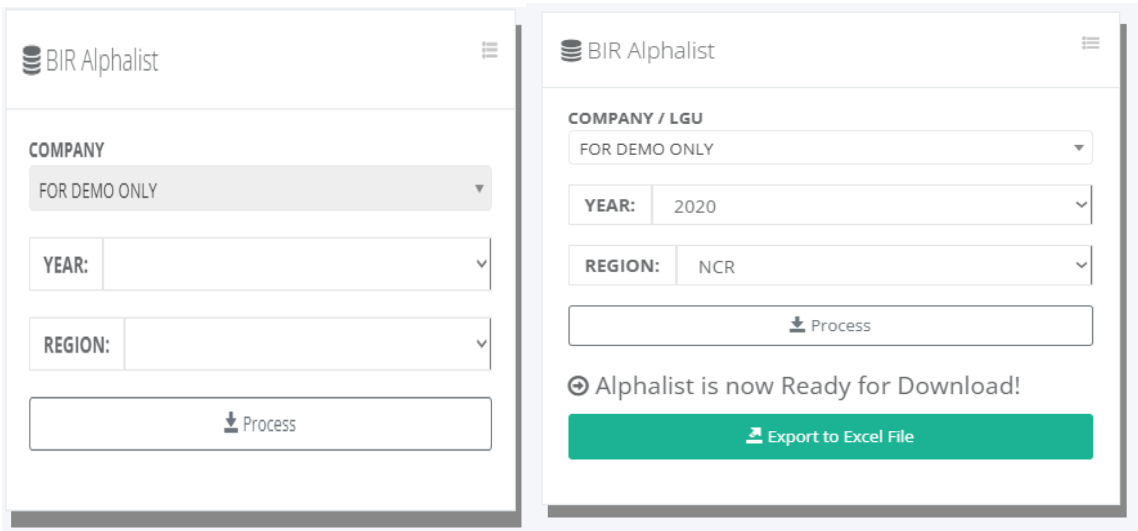 BIR Alphalist
COMPANY
FOR DEMO ONLY
YEAR:
REGION:
Process
BIR Alphalist
COMPANY / LGU
FOR DEMO ONLY
YEAR: 2020
REGION: NCR
Process
Alphalist is now Ready for Download!
Export to Excel File